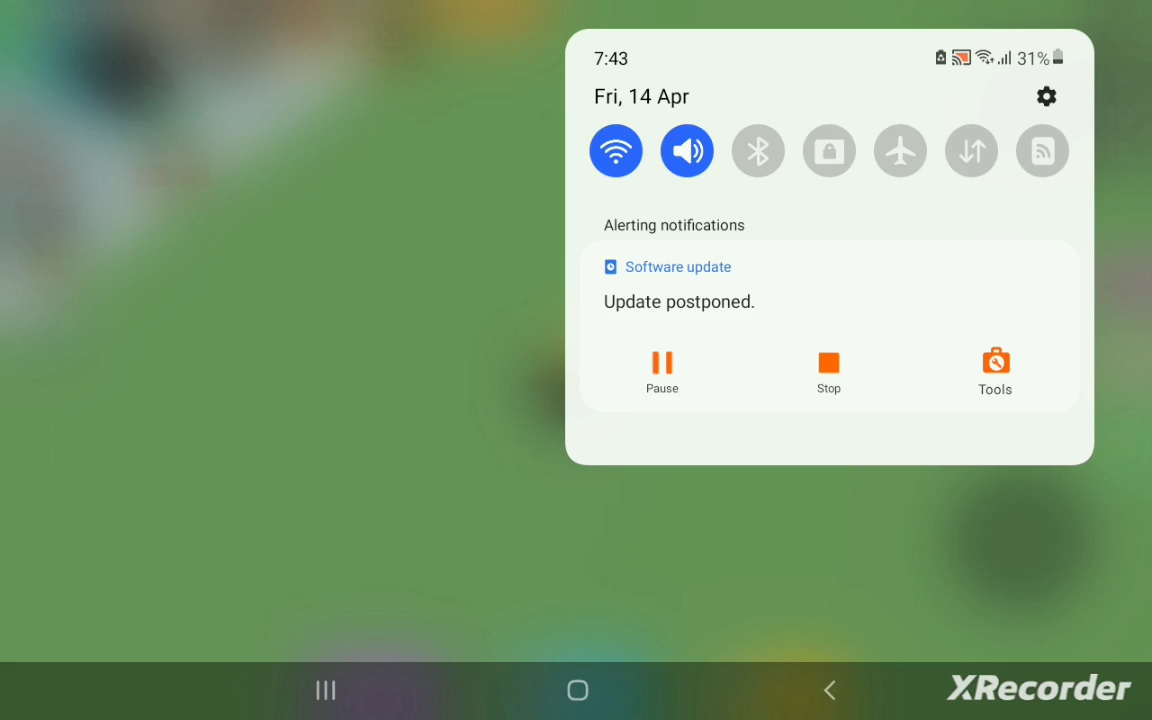 7:43
31%
Fri, 14 Apr
Alerting notifications
Software update
Update postponed.
Pause
Stop
Tools
XRecorder